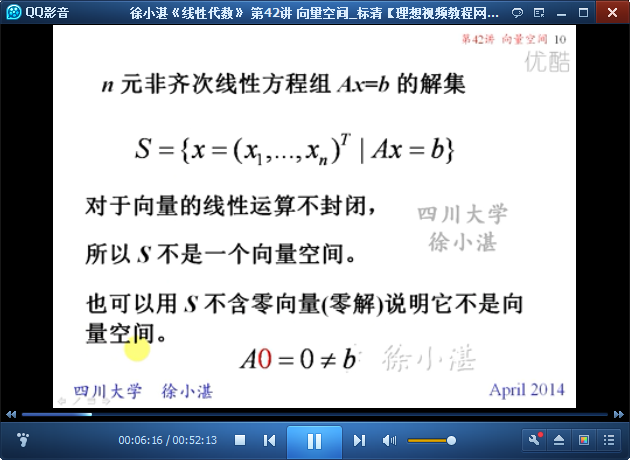 QQ影音
徐小湛《线性代数》 第42讲 向量空间_标清【理想视频教程网...
第42讲 向量空间 10
优酷
n 元非齐次线性方程组 Ax=b 的解集
S = {x = (x₁,...,xₙ)ᵀ | Ax = b}
对于向量的线性运算不封闭，
四川大学
徐小湛
所以 S 不是一个向量空间。
也可以用 S 不含零向量(零解)说明它不是向
量空间。
A0 = 0 ≠ b
徐小湛
四川大学 徐小湛
April 2014
00:06:16 / 00:52:13